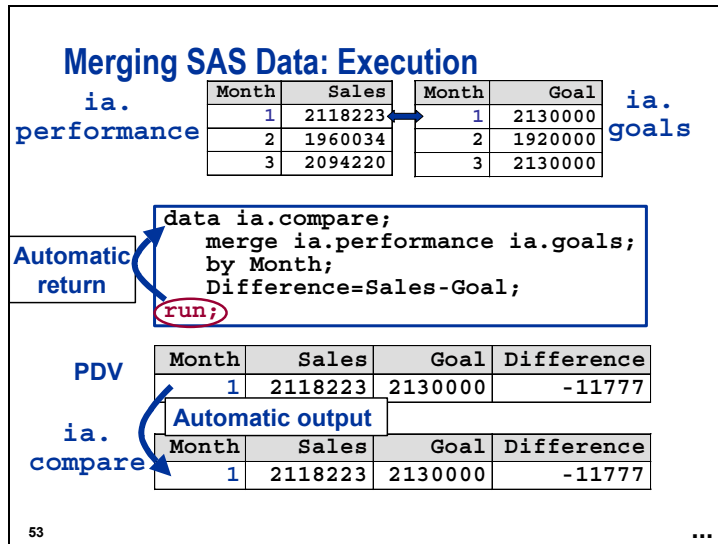 Merging SAS Data: Execution
ia.
performance
Month Sales
1 2118223
2 1960034
3 2094220
Month Goal
1 2130000
2 1920000
3 2130000
ia.
goals
data ia.compare;
merge ia.performance ia.goals;
by Month;
Difference=Sales-Goal;
run;
Automatic
return
PDV
Month Sales Goal Difference
1 2118223 2130000 -11777
Automatic output
ia.
compare
Month Sales Goal Difference
1 2118223 2130000 -11777
53
...